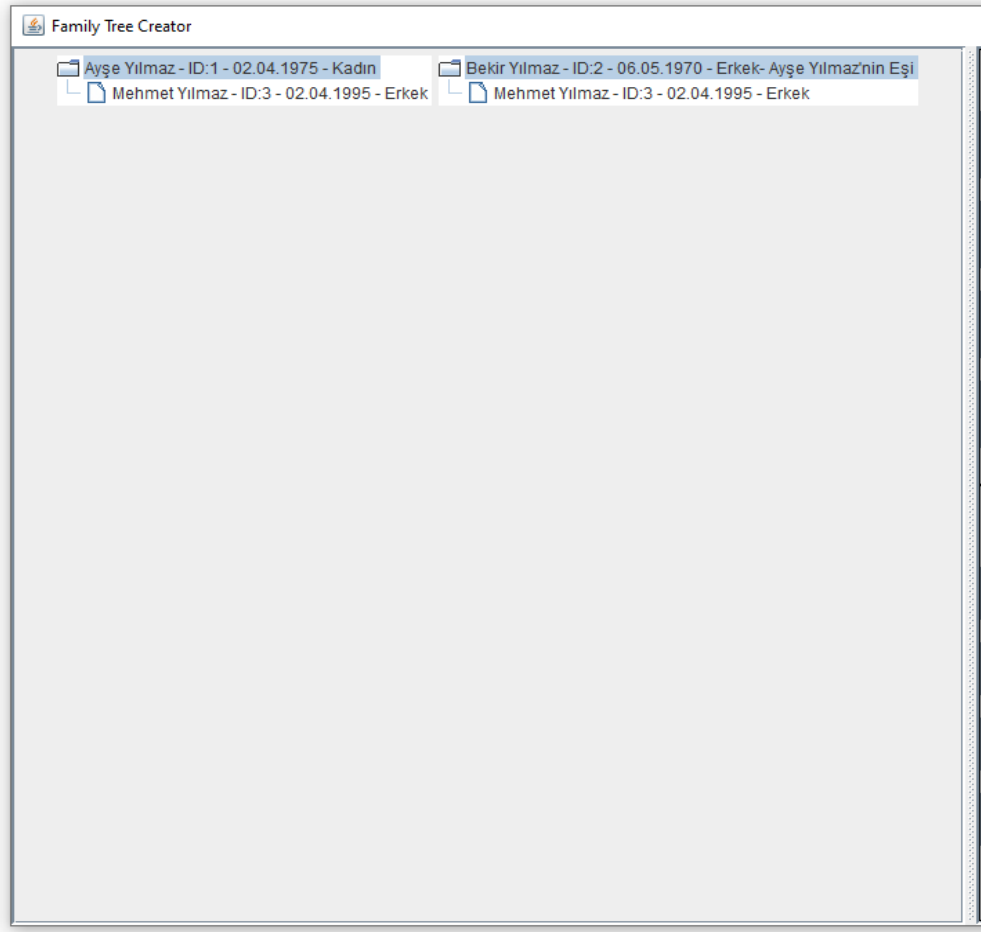 Family Tree Creator
Ayşe Yılmaz - ID:1 - 02.04.1975 - Kadın
Mehmet Yılmaz - ID:3 - 02.04.1995 - Erkek
Bekir Yılmaz - ID:2 - 06.05.1970 - Erkek- Ayşe Yılmaz'nin Eşi
Mehmet Yılmaz - ID:3 - 02.04.1995 - Erkek